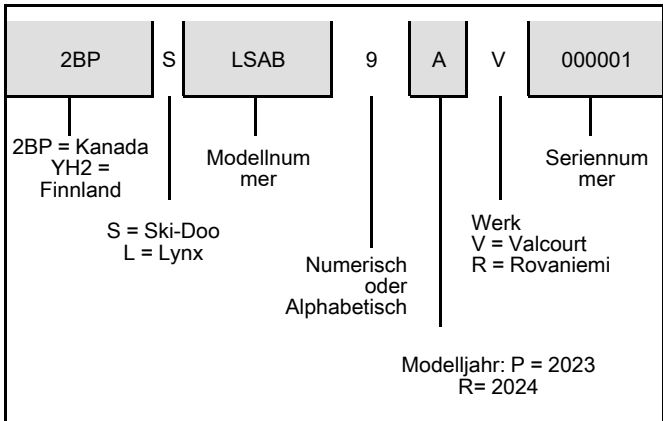 2BP S LSAB 9 A V 000001
2BP = Kanada
YH2 =
Finnland
Modellnum
mer
Seriennum
mer
S = Ski-Doo
L = Lynx
Werk
V = Valcourt
R = Rovaniemi
Numerisch
oder
Alphabetisch
Modelljahr: P = 2023
R= 2024